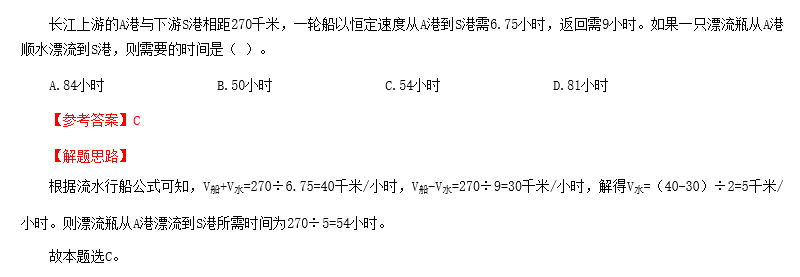 长江上游的A港与下游S港相距270千米，一轮船以恒定速度从A港到S港需6.75小时，返回需9小时。如果一只漂流瓶从A港
顺水漂流到S港，则需要的时间是（ ）。
A.84小时 B.50小时 C.54小时 D.81小时
【参考答案】C
【解题思路】
根据流水行船公式可知，V船+V水=270÷6.75=40千米/小时，V船-V水=270÷9=30千米/小时，解得V水=（40-30）÷2=5千米/
小时。则漂流瓶从A港漂流到S港所需时间为270÷5=54小时。
故本题选C。